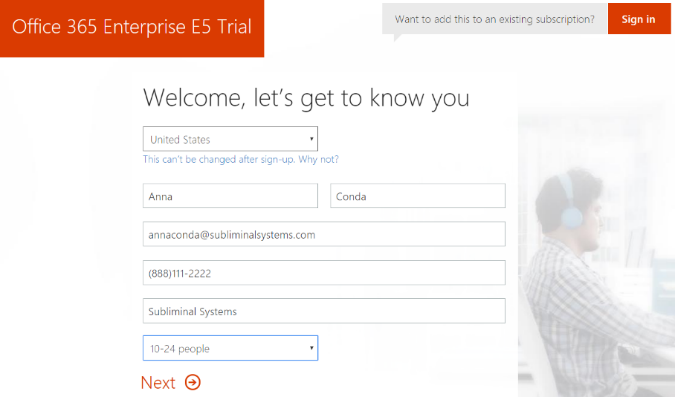 Office 365 Enterprise E5 Trial
Want to add this to an existing subscription?
Sign in
Welcome, let's get to know you
United States
This can't be changed after sign-up. Why not?
Anna
Conda
annaconda@subliminalsystems.com
(888)111-2222
Subliminal Systems
10-24 people
Next